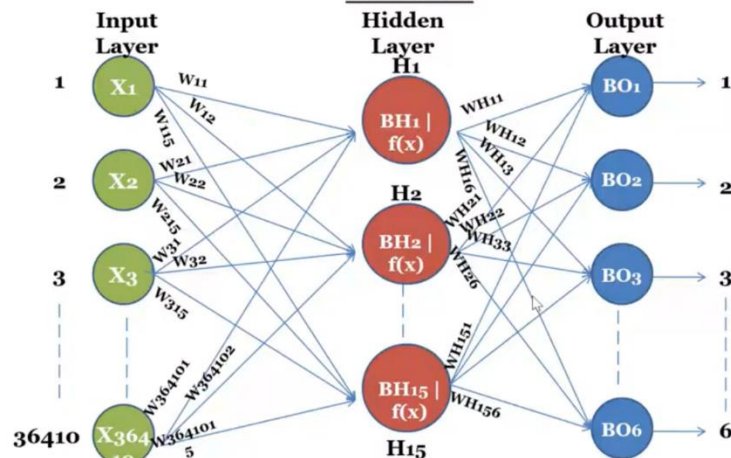 Input
Layer
Hidden
Layer
Output
Layer
1
X1
W11
W12
W115
H1
BH1 |
f(x)
WH11
WH12
WH13
WH16
BO1
1
2
X2
W21
W22
W215
H2
BH2 |
f(x)
WH21
WH22
WH33
WH26
BO2
2
3
X3
W31
W32
W315
BO3
3
36410
X364
W364101
W364102
W364101
5
BH15 |
f(x)
H15
WH151
WH156
BO6
6